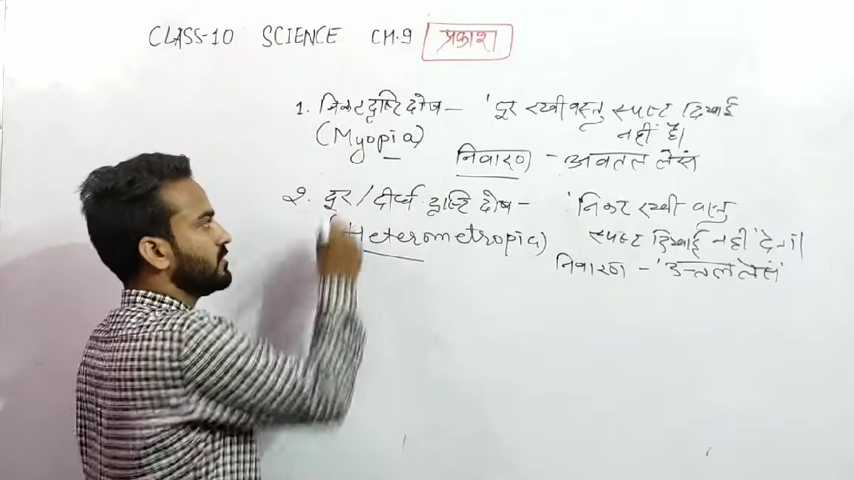 CLASS-10 SCIENCE CH.9 प्रकाश
1. निकट दृष्टि दोष — 'दूर रखी वस्तु स्पष्ट दिखाई
(Myopia) नहीं दें।
निवारण - अवतल लेंस
2. दूर/दीर्घ दृष्टि दोष - 'निकट रखी वस्तु
(Heterometropia) स्पष्ट दिखाई नहीं देना।
निवारण - 'उत्तल लेंस'